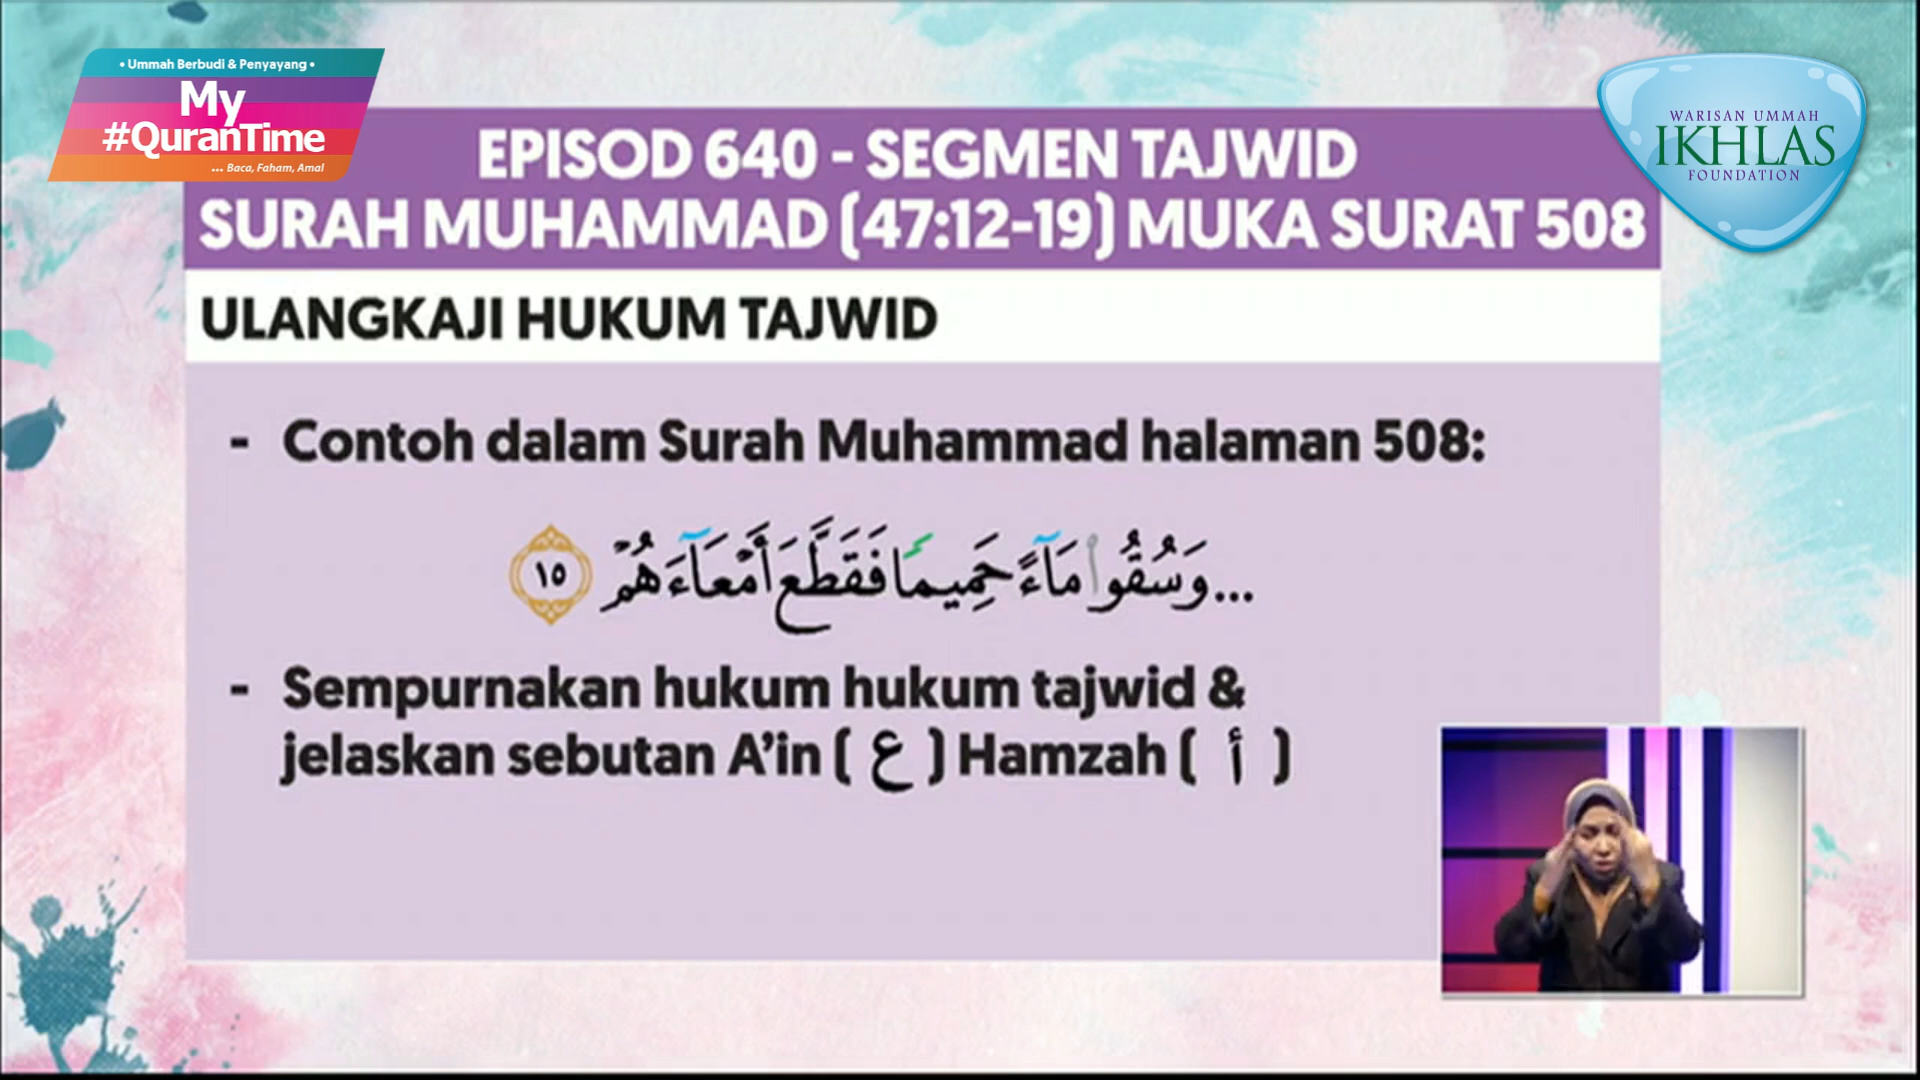 • Ummah Berbudi & Penyayang •
My
#QuranTime
... Baca, Faham, Amal
WARISAN UMMAH
IKHLAS
FOUNDATION
EPISOD 640 - SEGMEN TAJWID
SURAH MUHAMMAD (47:12-19) MUKA SURAT 508
ULANGKAJI HUKUM TAJWID
- Contoh dalam Surah Muhammad halaman 508:
...وَسُقُوا۟ مَآءً حَمِيمًا فَقَطَّعَ أَمْعَآءَهُمْ ١٥
- Sempurnakan hukum hukum tajwid &
jelaskan sebutan A’in ( ع ) Hamzah ( أ )